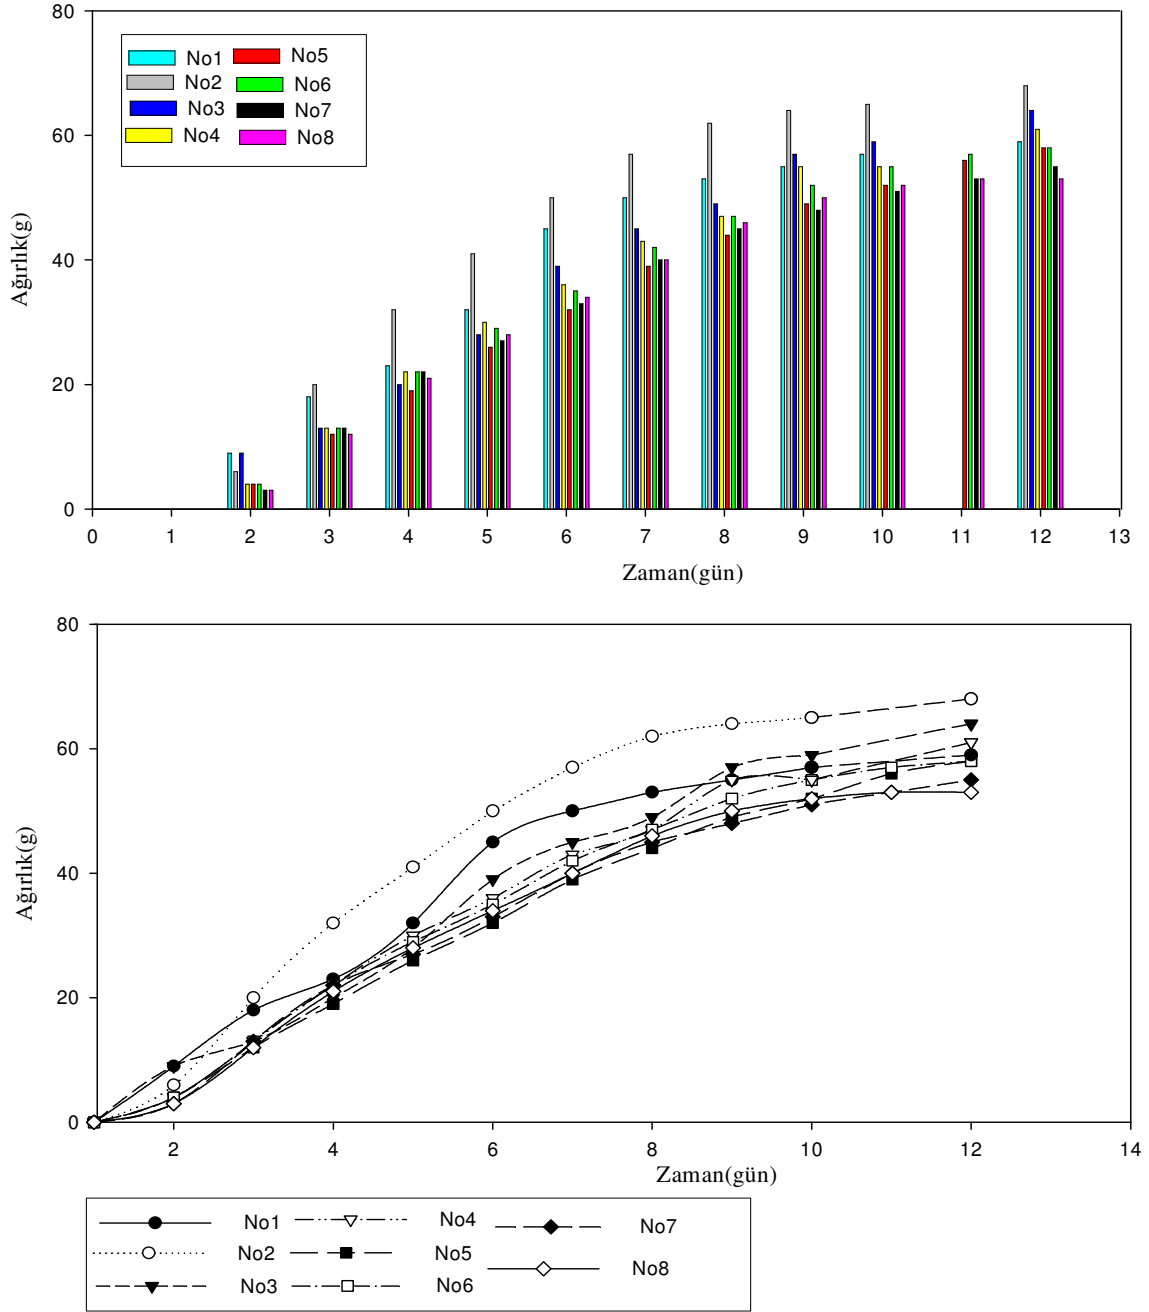 80
No1 No5
No2 No6
No3 No7
No4 No8
60
40
20
0
Ağırlık(g)
0 1 2 3 4 5 6 7 8 9 10 11 12 13
Zaman(gün)
80
60
40
20
0
Ağırlık(g)
2 4 6 8 10 12 14
Zaman(gün)
No1 No4 No7
No2 No5 No8
No3 No6